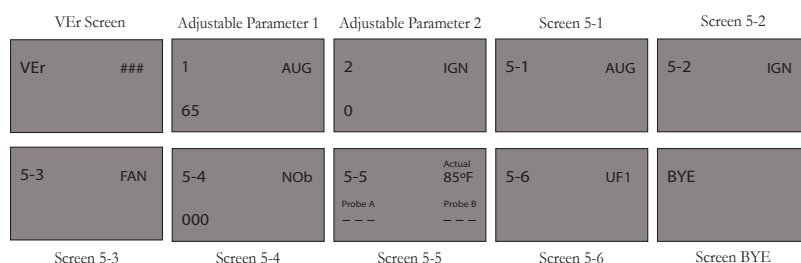 VEr Screen Adjustable Parameter 1 Adjustable Parameter 2 Screen 5-1 Screen 5-2
VEr ### 1 AUG 2 IGN 5-1 AUG 5-2 IGN
65 0
5-3 FAN 5-4 NOb 5-5 Actual 85ºF 5-6 UF1 BYE
000 Probe A – – – Probe B – – –
Screen 5-3 Screen 5-4 Screen 5-5 Screen 5-6 Screen BYE